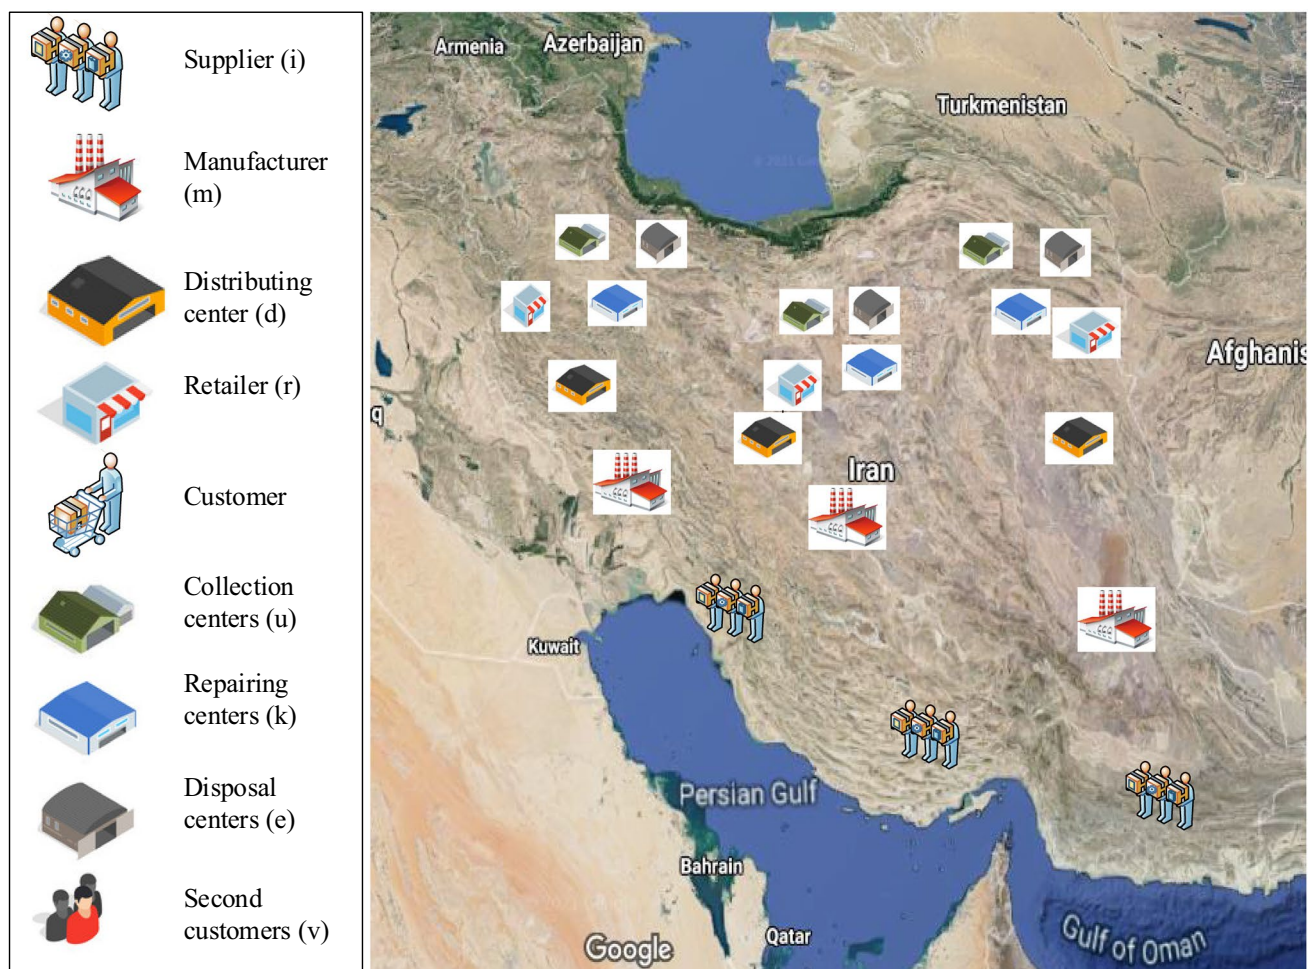 Supplier (i)
Manufacturer
(m)
Distributing
center (d)
Retailer (r)
Customer
Collection
centers (u)
Repairing
centers (k)
Disposal
centers (e)
Second
customers (v)
Armenia
Azerbaijan
Turkmenistan
Afghanis
q
Iran
Kuwait
Persian Gulf
Bahrain
Qatar
Gulf of Oman
Google